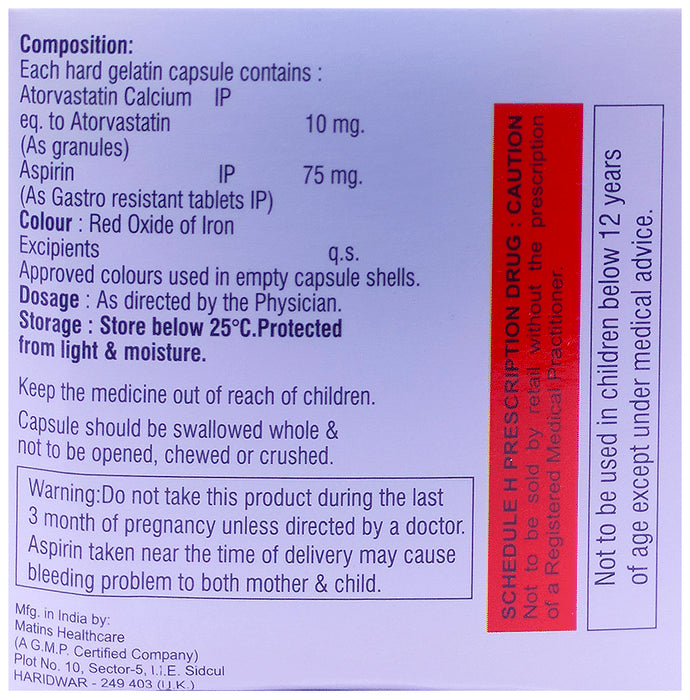 Composition:
Each hard gelatin capsule contains :
Atorvastatin Calcium IP
eq. to Atorvastatin 10 mg.
(As granules)
Aspirin IP 75 mg.
(As Gastro resistant tablets IP)
Colour : Red Oxide of Iron
Excipients q.s.
Approved colours used in empty capsule shells.
Dosage : As directed by the Physician.
Storage : Store below 25°C.Protected
from light & moisture.
Keep the medicine out of reach of children.
Capsule should be swallowed whole &
not to be opened, chewed or crushed.
Warning:Do not take this product during the last
3 month of pregnancy unless directed by a doctor.
Aspirin taken near the time of delivery may cause
bleeding problem to both mother & child.
Mfg. in India by:
Matins Healthcare
(A G.M.P. Certified Company)
Plot No. 10, Sector-5, I.I.E. Sidcul
HARIDWAR - 249 403 (U.K.)
SCHEDULE H PRESCRIPTION DRUG : CAUTION
Not to be sold by retail without the prescription
of a Registered Medical Practitioner.
Not to be used in children below 12 years
of age except under medical advice.